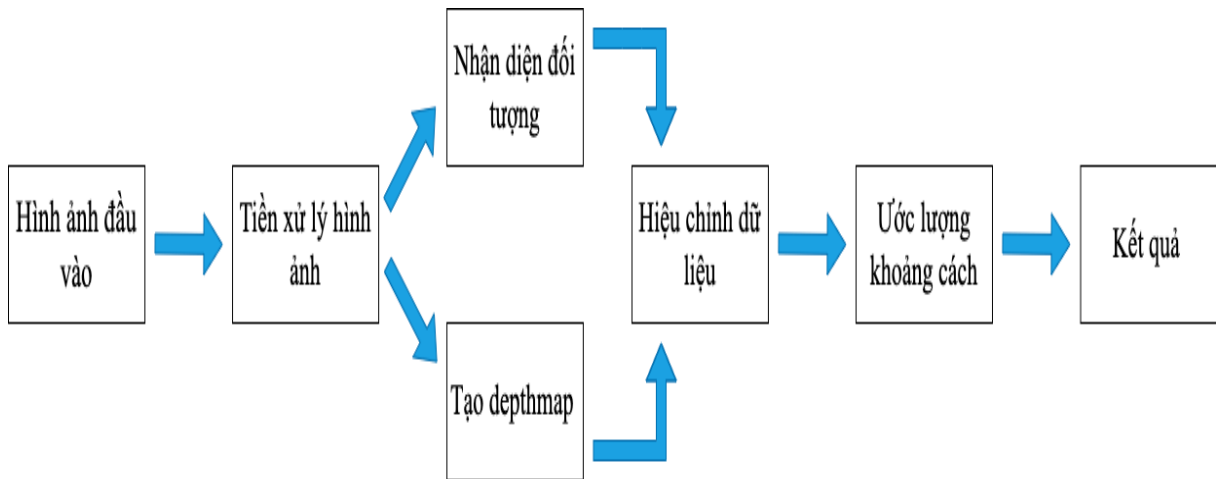 Hình ảnh đầu
vào
Tiền xử lý hình
ảnh
Nhận diện đối
tượng
Tạo depthmap
Hiệu chỉnh dữ
liệu
Ước lượng
khoảng cách
Kết quả